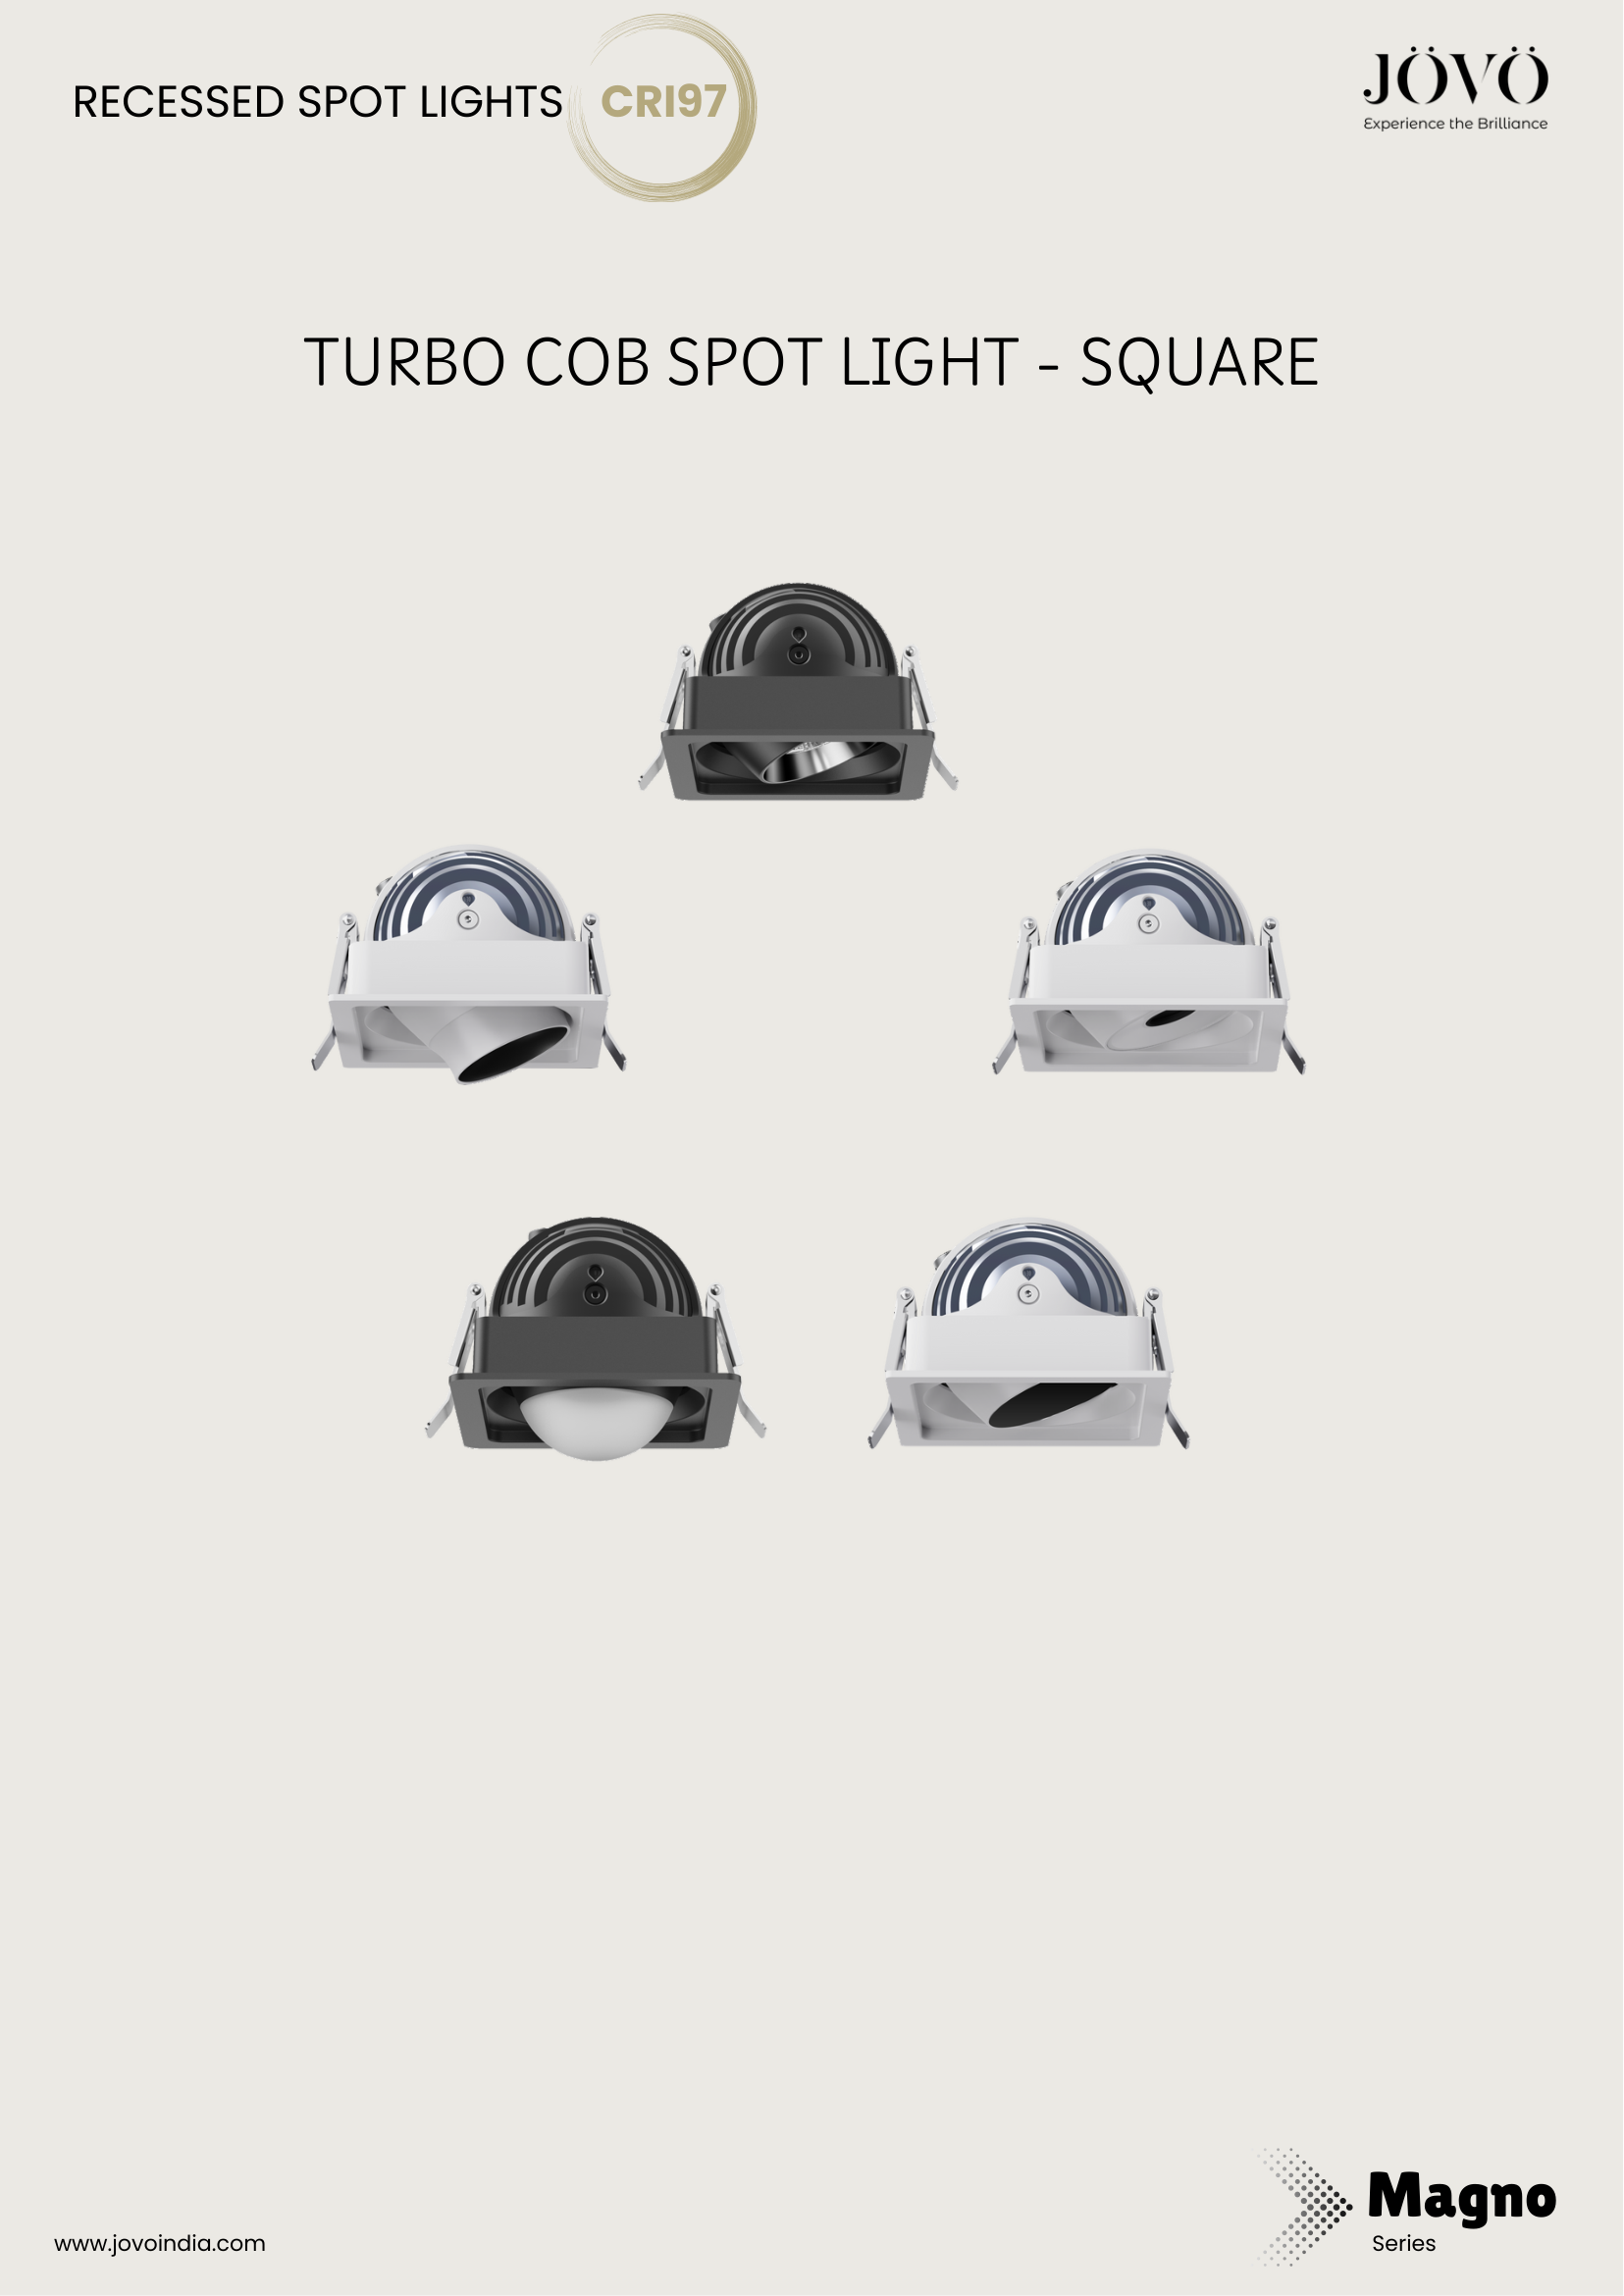 RECESSED SPOT LIGHTS CRI97
JÖVÖ
Experience the Brilliance
TURBO COB SPOT LIGHT - SQUARE
Magno
Series
www.jovoindia.com